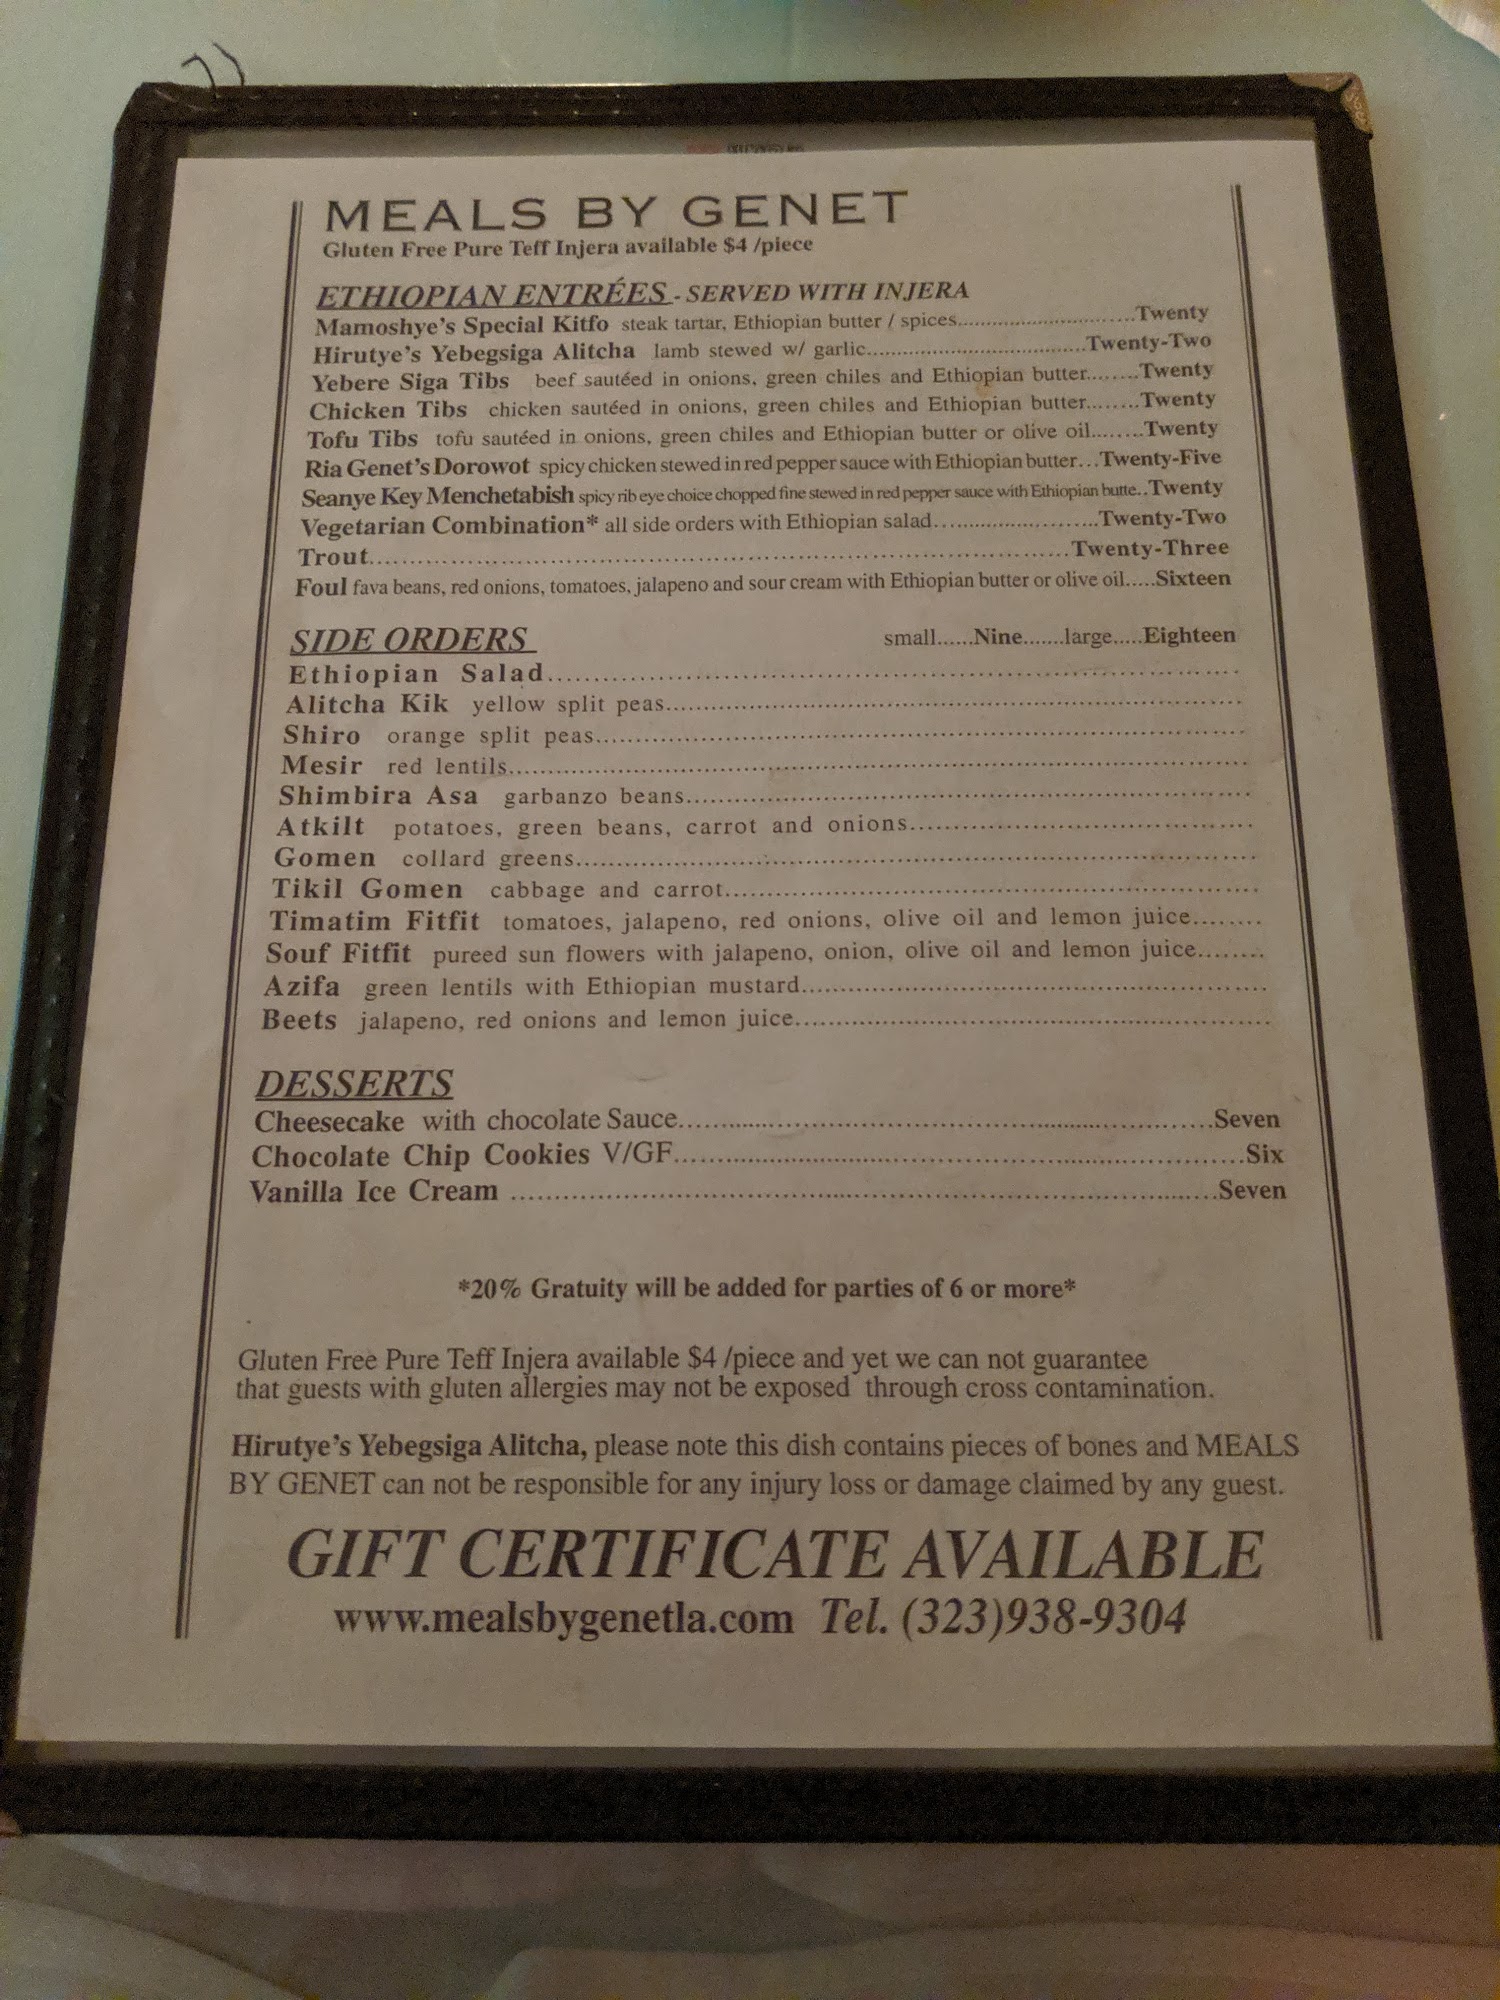 MEALS BY GENET
Gluten Free Pure Teff Injera available $4 /piece
ETHIOPIAN ENTRÉES - SERVED WITH INJERA
Mamoshye's Special Kitfo steak tartar, Ethiopian butter / spices..............................Twenty
Hirutye's Yebegsiga Alitcha lamb stewed w/ garlic.....................................Twenty-Two
Yebere Siga Tibs beef sautéed in onions, green chiles and Ethiopian butter........Twenty
Chicken Tibs chicken sautéed in onions, green chiles and Ethiopian butter........Twenty
Tofu Tibs tofu sautéed in onions, green chiles and Ethiopian butter or olive oil........Twenty
Ria Genet's Dorowot spicy chicken stewed in red pepper sauce with Ethiopian butter...Twenty-Five
Seanye Key Menchetabish spicy rib eye choice chopped fine stewed in red pepper sauce with Ethiopian butte..Twenty
Vegetarian Combination* all side orders with Ethiopian salad.........................Twenty-Two
Trout..........................................................................................Twenty-Three
Foul fava beans, red onions, tomatoes, jalapeno and sour cream with Ethiopian butter or olive oil.....Sixteen
SIDE ORDERS small......Nine.......large.....Eighteen
Ethiopian Salad................................................................................
Alitcha Kik yellow split peas.................................................................
Shiro orange split peas.........................................................................
Mesir red lentils..................................................................................
Shimbira Asa garbanzo beans................................................................
Atkilt potatoes, green beans, carrot and onions.......................................
Gomen collard greens...........................................................................
Tikil Gomen cabbage and carrot............................................................
Timatim Fitfit tomatoes, jalapeno, red onions, olive oil and lemon juice........
Souf Fitfit pureed sun flowers with jalapeno, onion, olive oil and lemon juice........
Azifa green lentils with Ethiopian mustard.....................................................
Beets jalapeno, red onions and lemon juice.....................................................
DESSERTS
Cheesecake with chocolate Sauce..................................................................Seven
Chocolate Chip Cookies V/GF.......................................................................Six
Vanilla Ice Cream .....................................................................................Seven
*20% Gratuity will be added for parties of 6 or more*
Gluten Free Pure Teff Injera available $4 /piece and yet we can not guarantee
that guests with gluten allergies may not be exposed through cross contamination.
Hirutye's Yebegsiga Alitcha, please note this dish contains pieces of bones and MEALS
BY GENET can not be responsible for any injury loss or damage claimed by any guest.
GIFT CERTIFICATE AVAILABLE
www.mealsbygenetla.com Tel. (323)938-9304